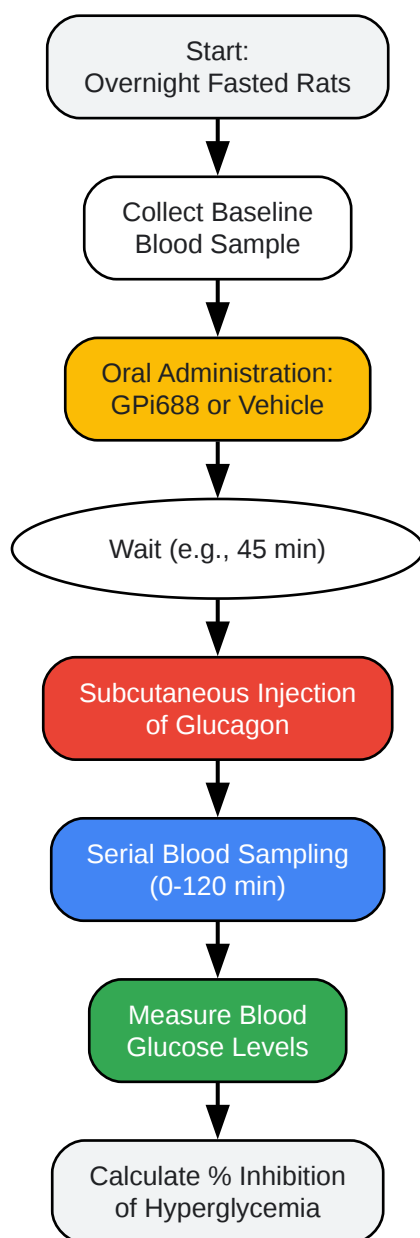 Start:
Overnight Fasted Rats
Collect Baseline
Blood Sample
Oral Administration:
GPi688 or Vehicle
Wait (e.g., 45 min)
Subcutaneous Injection
of Glucagon
Serial Blood Sampling
(0-120 min)
Measure Blood
Glucose Levels
Calculate % Inhibition
of Hyperglycemia